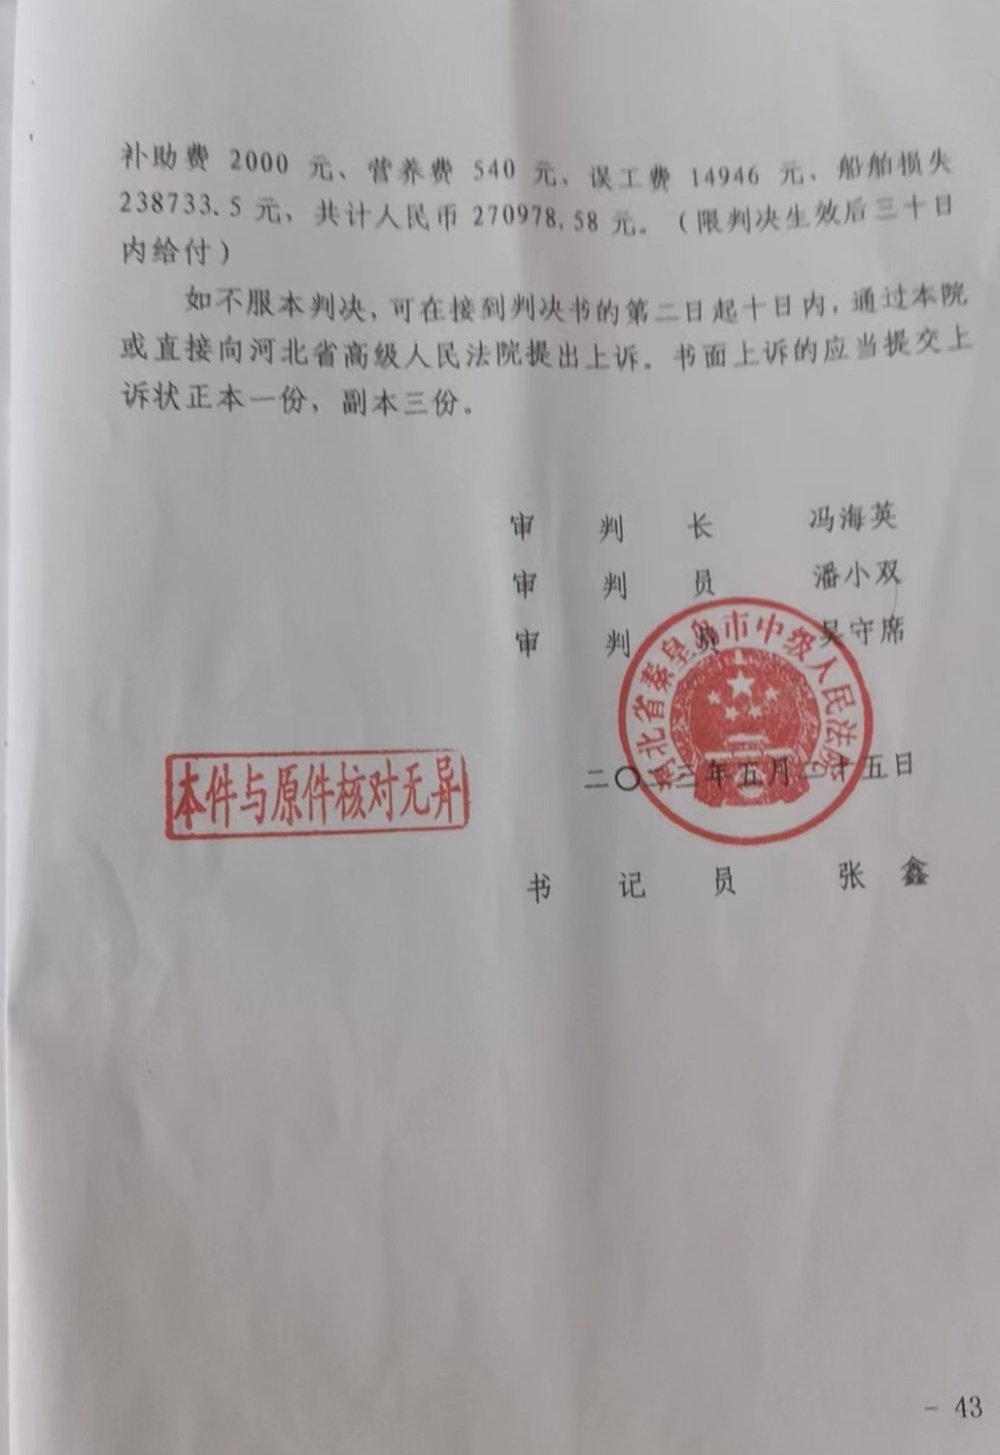 补助费 2000 元、营养费 540 元、误工费 14946 元、船舶损失
238733.5 元，共计人民币 270978.58 元。（限判决生效后三十日
内给付）
如不服本判决，可在接到判决书的第二日起十日内，通过本院
或直接向河北省高级人民法院提出上诉。书面上诉的应当提交上
诉状正本一份，副本三份。
审 判 长 冯海英
审 判 员 潘小双
审 判 员 吴守席
河北省秦皇岛市中级人民法院
本件与原件核对无异
二〇二三年五月二十五日
书 记 员 张 鑫
- 43